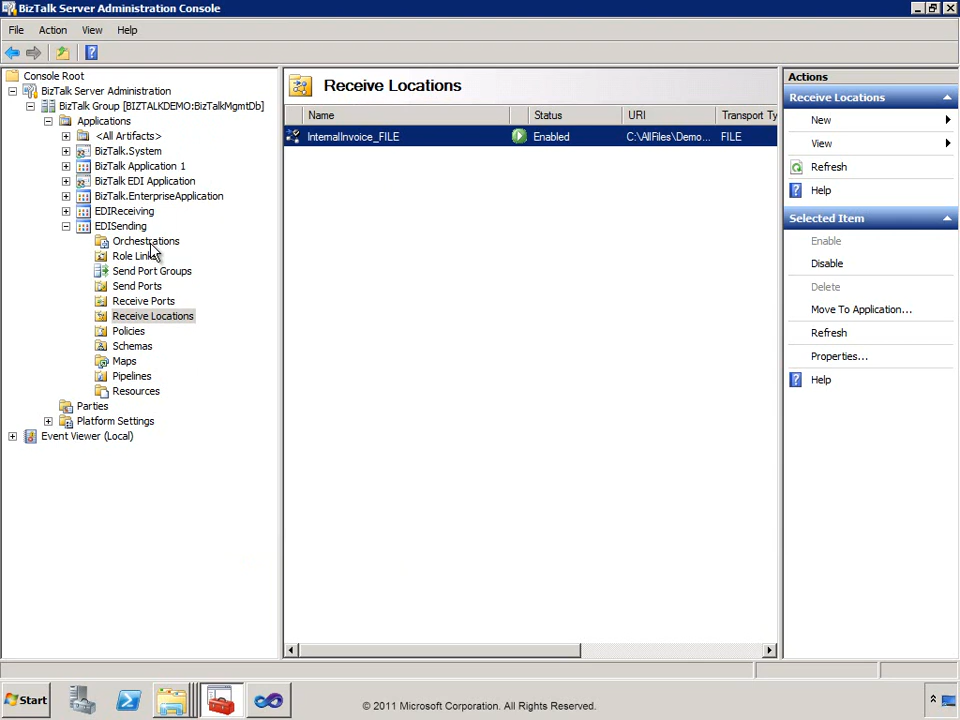 BizTalk Server Administration Console
File Action View Help
Console Root
BizTalk Server Administration
BizTalk Group [BIZTALKDEMO:BizTalkMgmtDb]
Applications
<All Artifacts>
BizTalk.System
BizTalk Application 1
BizTalk EDI Application
BizTalk.EnterpriseApplication
EDIReceiving
EDISending
Orchestrations
Role Links
Send Port Groups
Send Ports
Receive Ports
Receive Locations
Policies
Schemas
Maps
Pipelines
Resources
Parties
Platform Settings
Event Viewer (Local)
Receive Locations
Name Status URI Transport Ty
InternalInvoice_FILE Enabled C:\AllFiles\Demo... FILE
Actions
Receive Locations
New
View
Refresh
Help
Selected Item
Enable
Disable
Delete
Move To Application...
Refresh
Properties...
Help
Start
© 2011 Microsoft Corporation. All Rights Reserved.